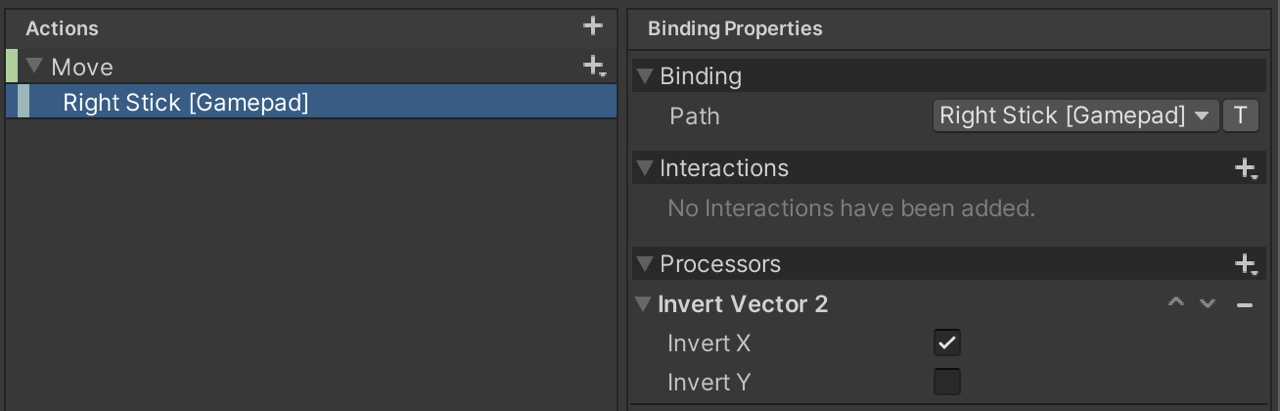 Actions
Move
Right Stick [Gamepad]
Binding Properties
Binding
Path Right Stick [Gamepad] T
Interactions
No Interactions have been added.
Processors
Invert Vector 2
Invert X
Invert Y